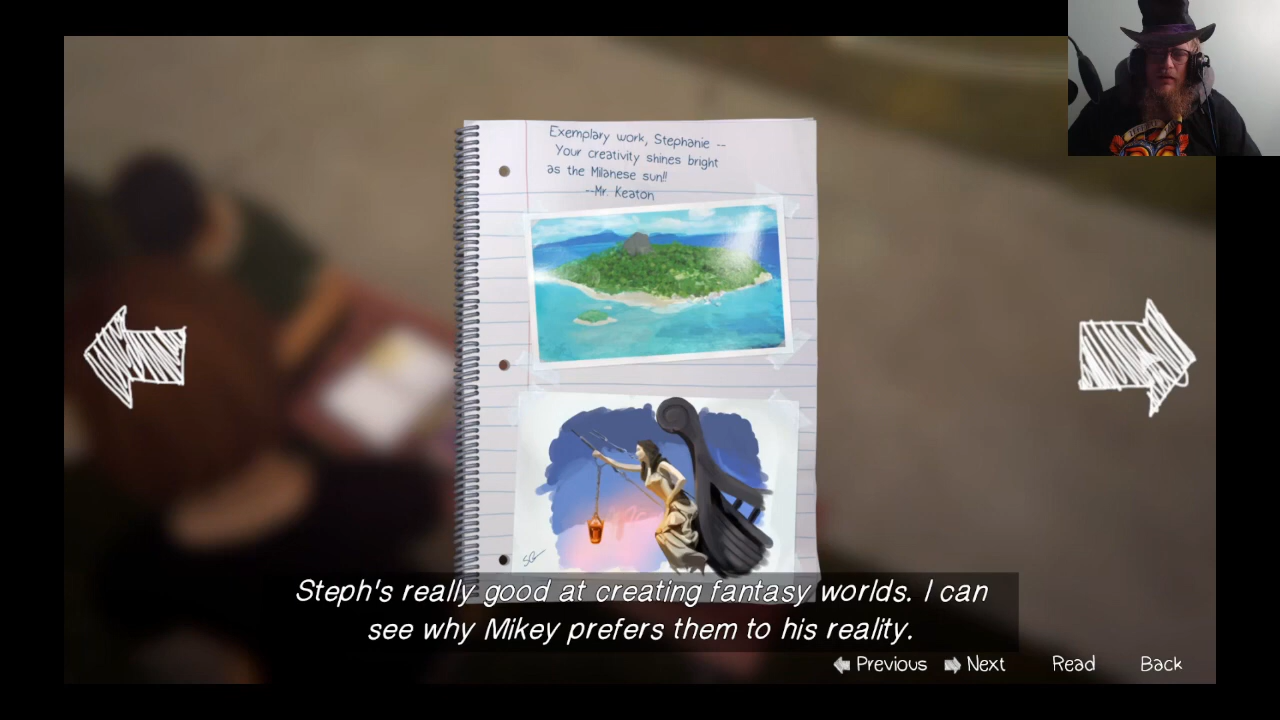 Exemplary work, Stephanie --
Your creativity shines bright
as the Milanese sun!!
--Mr. Keaton
SG
Steph's really good at creating fantasy worlds. I can
see why Mikey prefers them to his reality.
Previous Next Read Back